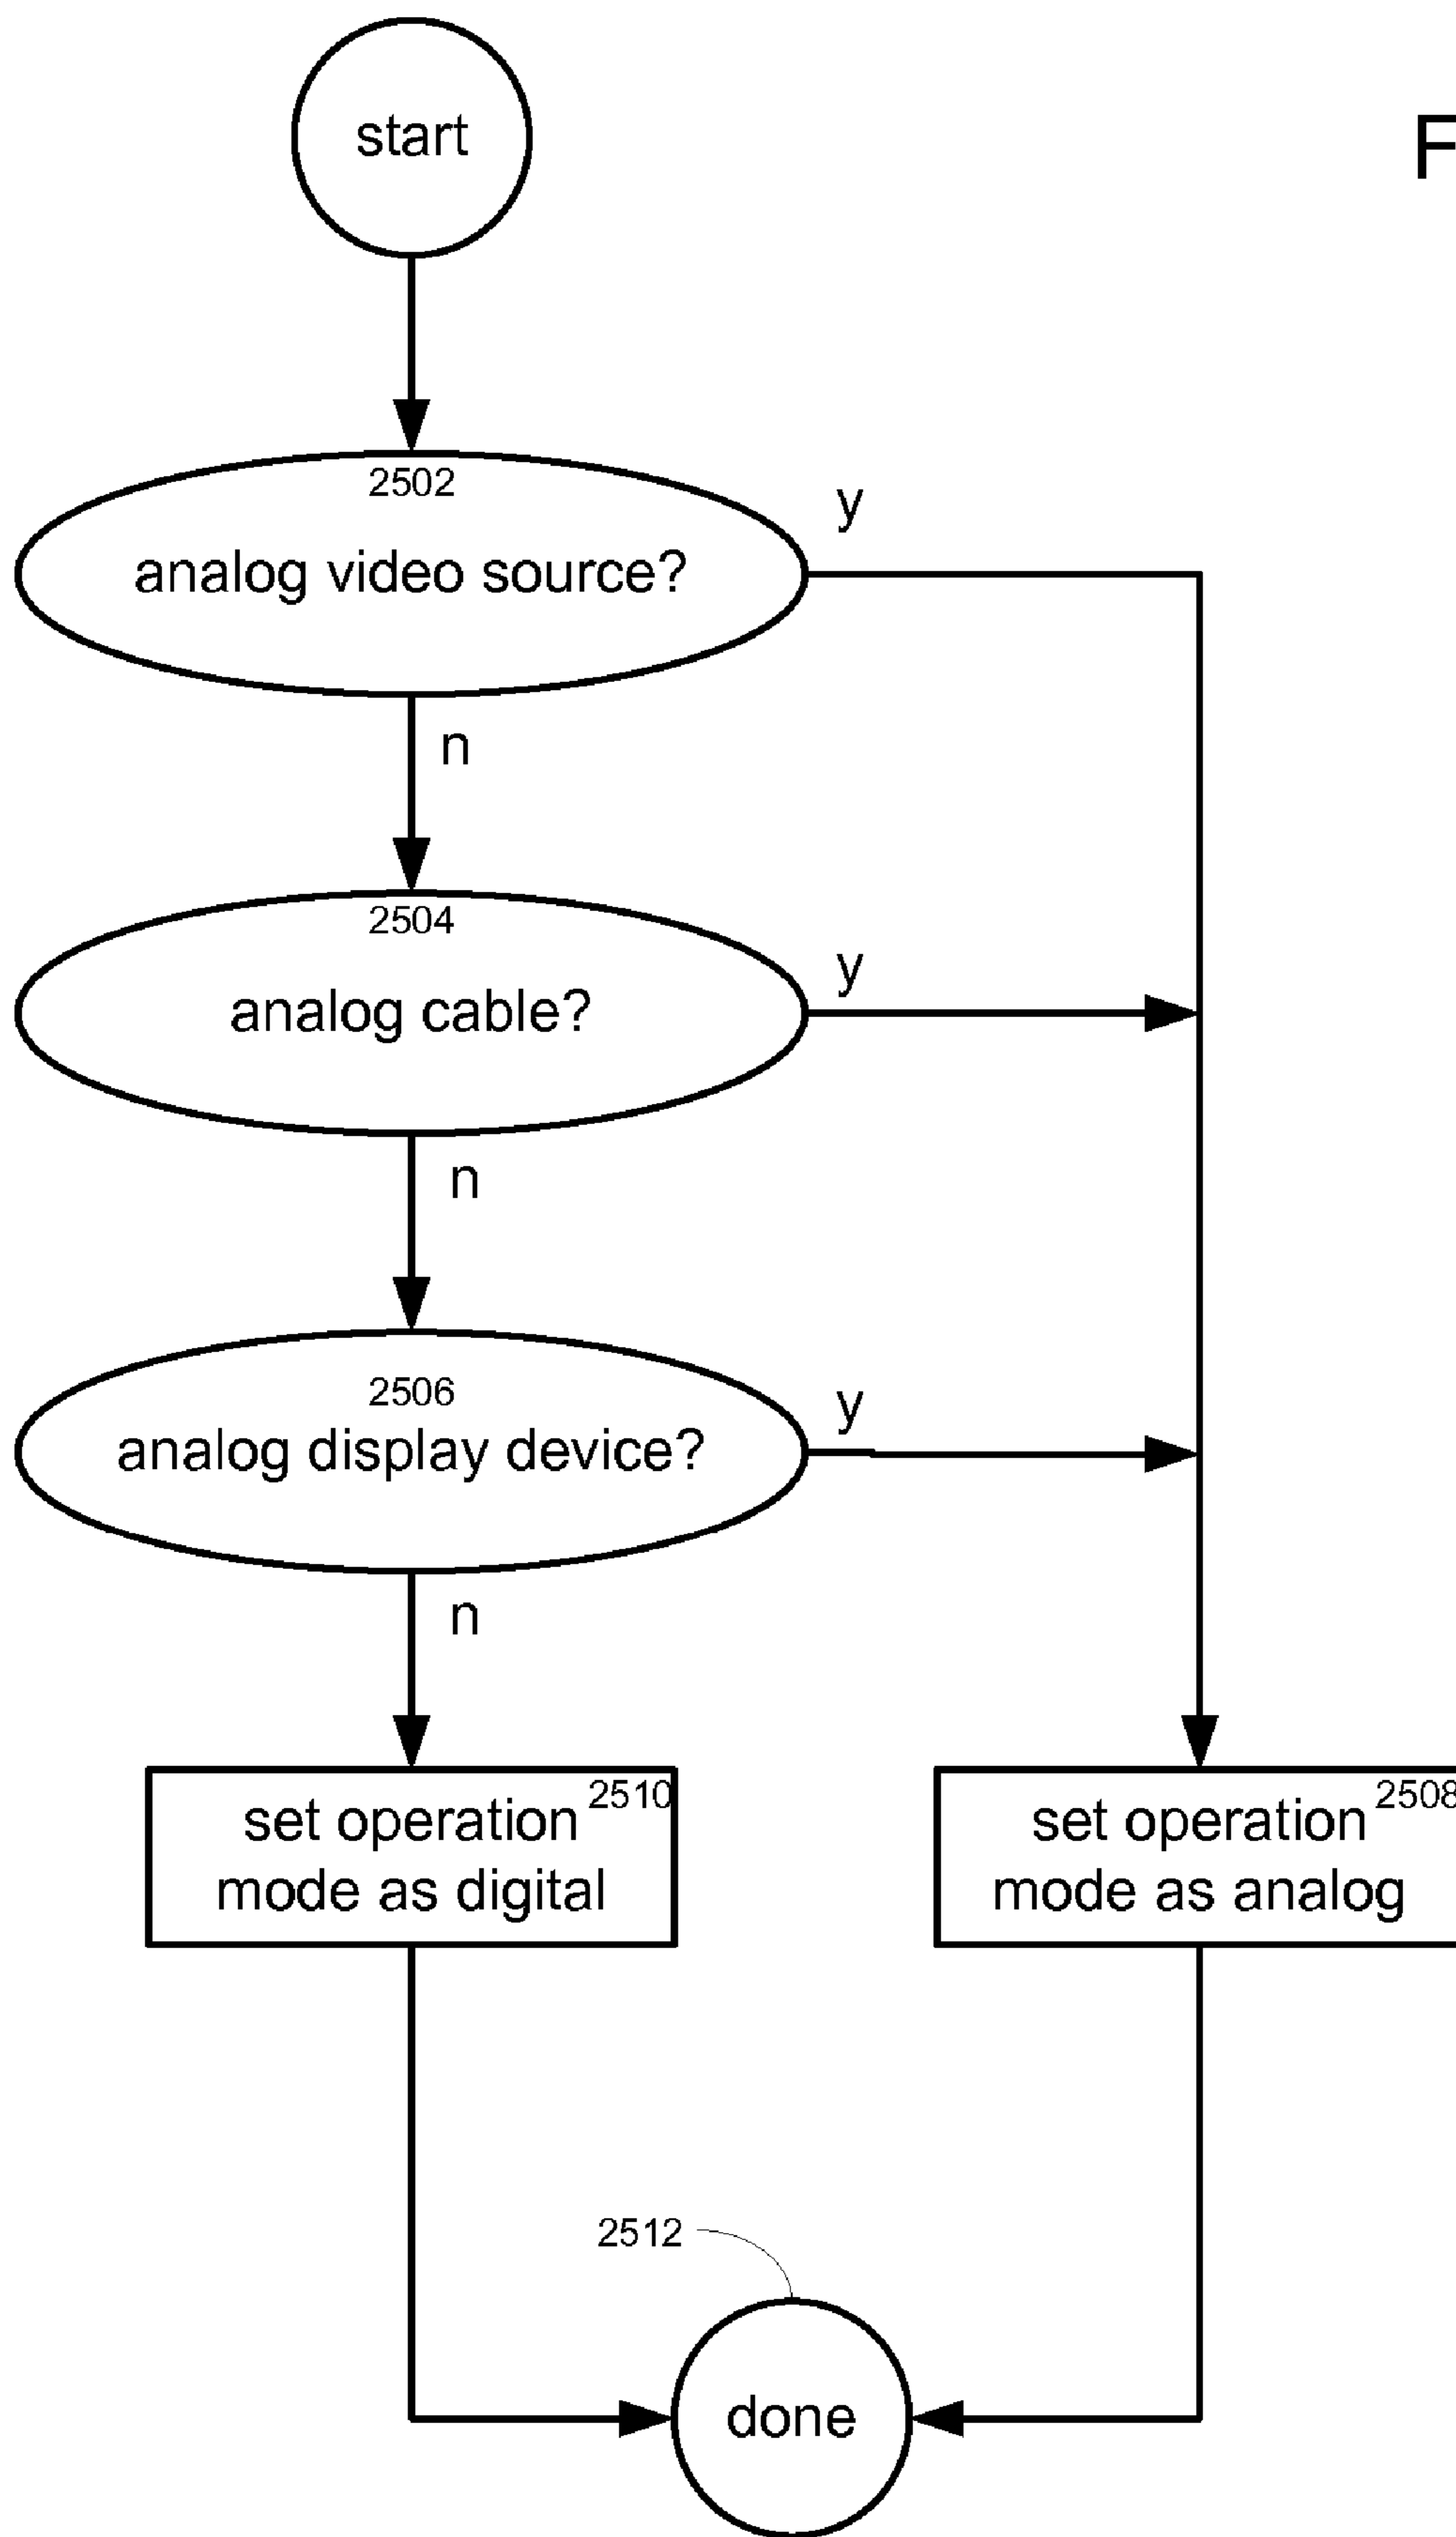 start
F
2502
analog video source?
y
n
2504
analog cable?
y
n
2506
analog display device?
y
n
2510
set operation
mode as digital
2508
set operation
mode as analog
2512
done